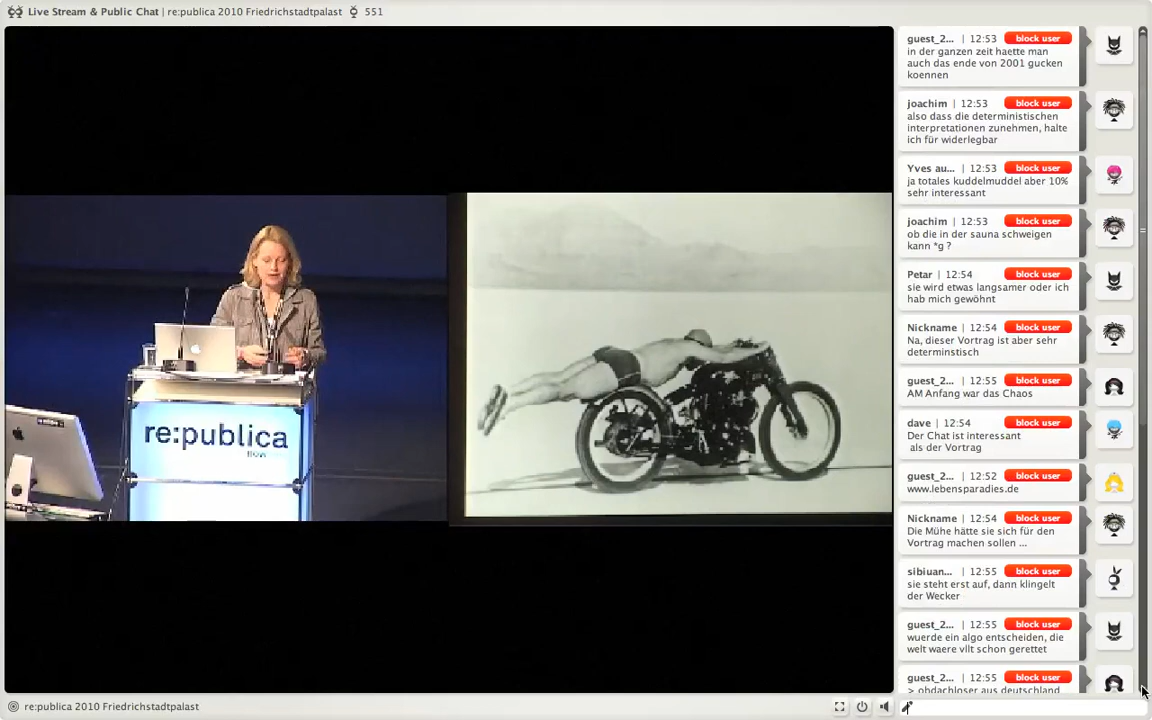 Live Stream & Public Chat | re:publica 2010 Friedrichstadtpalast 551
re:publica
flow
guest_2... | 12:53 block user
in der ganzen zeit haette man
auch das ende von 2001 gucken
koennen
joachim | 12:53 block user
also dass die deterministischen
interpretationen zunehmen, halte
ich für widerlegbar
Yves au... | 12:53 block user
ja totales kuddelmuddel aber 10%
sehr interessant
joachim | 12:53 block user
ob die in der sauna schweigen
kann *g ?
Petar | 12:54 block user
sie wird etwas langsamer oder ich
hab mich gewöhnt
Nickname | 12:54 block user
Na, dieser Vortrag ist aber sehr
determinstisch
guest_2... | 12:55 block user
AM Anfang war das Chaos
dave | 12:54 block user
Der Chat ist interessant
als der Vortrag
guest_2... | 12:52 block user
www.lebensparadies.de
Nickname | 12:54 block user
Die Mühe hätte sie sich für den
Vortrag machen sollen ...
sibiuan... | 12:55 block user
sie steht erst auf, dann klingelt
der Wecker
guest_2... | 12:55 block user
wuerde ein algo entscheiden, die
welt waere vllt schon gerettet
guest_2... | 12:55 block user
> obdachloser aus deutschland
re:publica 2010 Friedrichstadtpalast